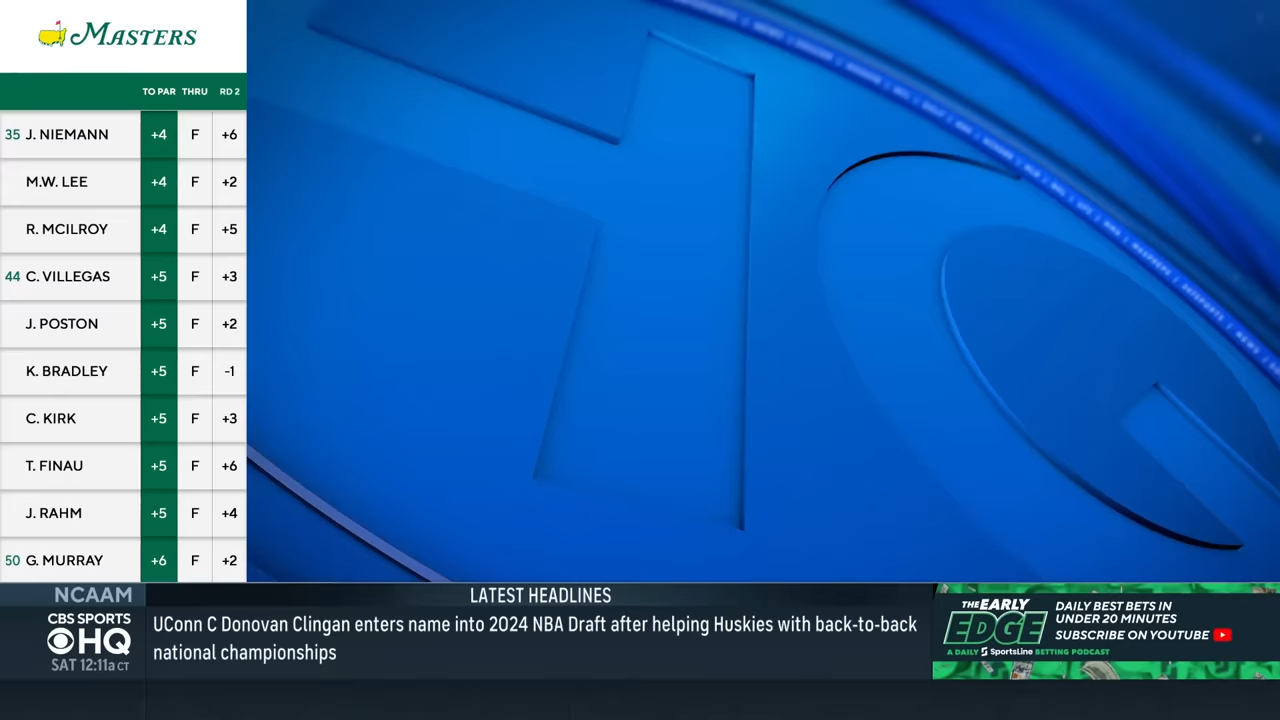 MASTERS
TO PAR THRU RD 2
35 J. NIEMANN +4 F +6
M.W. LEE +4 F +2
R. MCILROY +4 F +5
44 C. VILLEGAS +5 F +3
J. POSTON +5 F +2
K. BRADLEY +5 F -1
C. KIRK +5 F +3
T. FINAU +5 F +6
J. RAHM +5 F +4
50 G. MURRAY +6 F +2
NCAAM
LATEST HEADLINES
CBS SPORTS
HQ
SAT 12:11a CT
UConn C Donovan Clingan enters name into 2024 NBA Draft after helping Huskies with back-to-back
national championships
THE EARLY
EDGE
A DAILY SportsLine BETTING PODCAST
DAILY BEST BETS IN
UNDER 20 MINUTES
SUBSCRIBE ON YOUTUBE